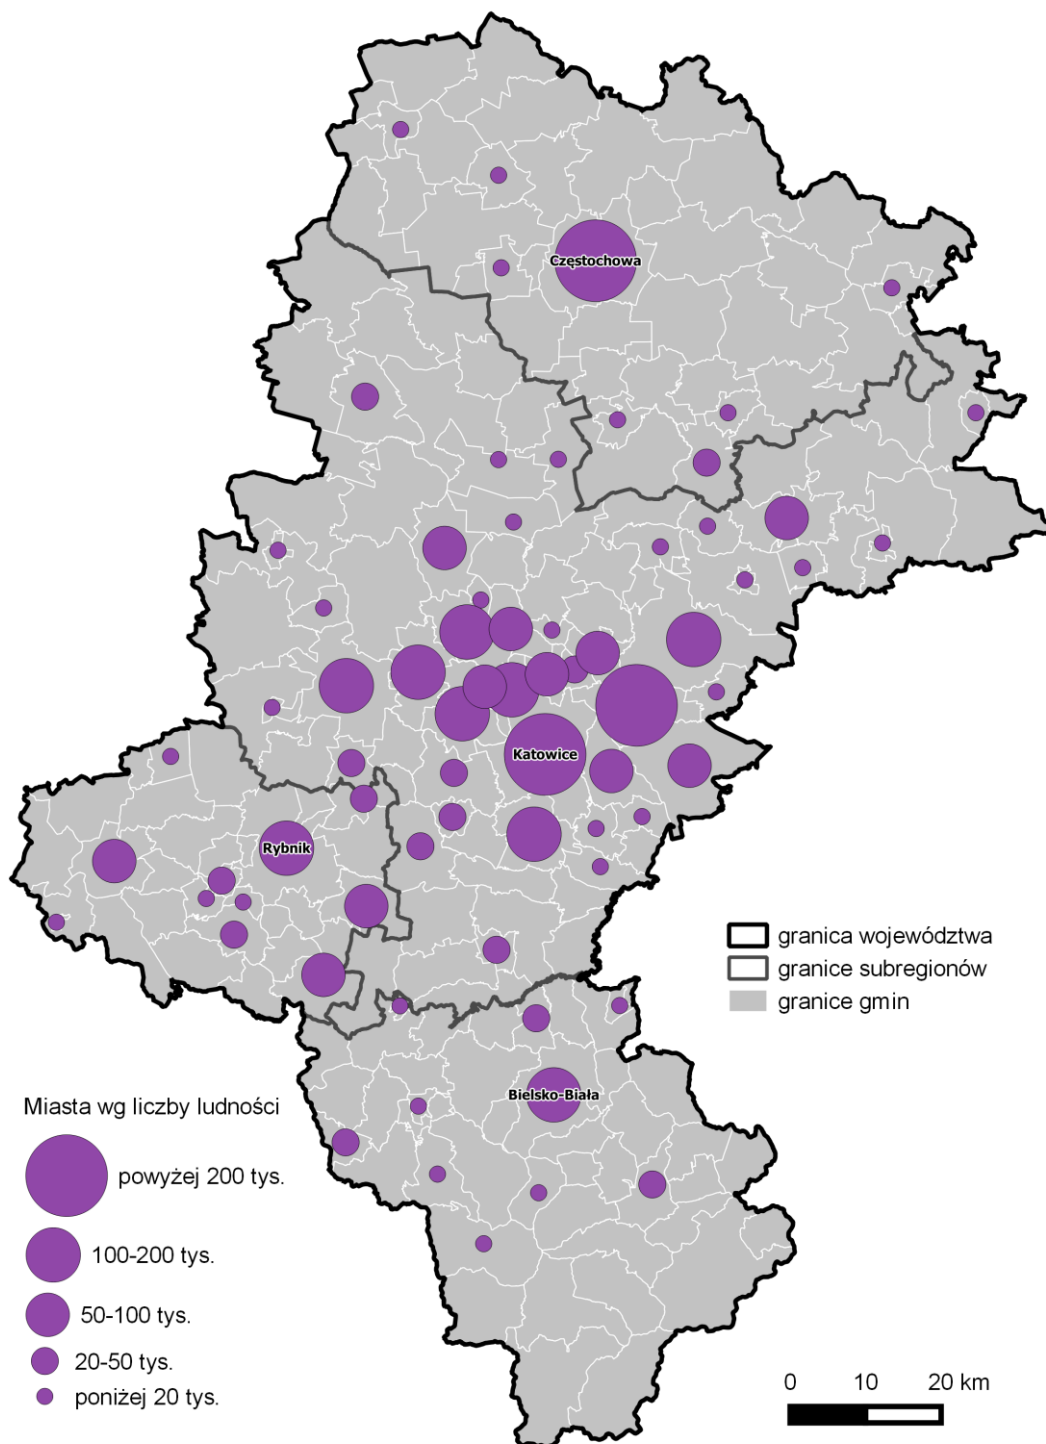 Częstochowa
Katowice
Rybnik
granica województwa
granice subregionów
granice gmin
Bielsko-Biała
Miasta wg liczby ludności
powyżej 200 tys.
100-200 tys.
50-100 tys.
20-50 tys.
poniżej 20 tys.
0 10 20 km